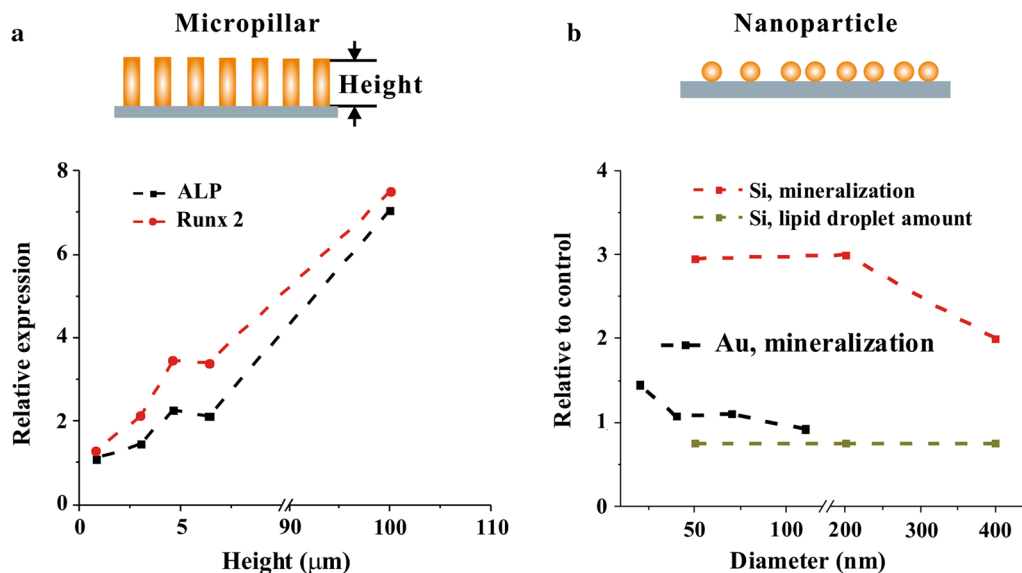 a
Micropillar
Height
8
6
4
2
0
Relative expression
ALP
Runx 2
0
5
90
100
110
Height (μm)
b
Nanoparticle
4
3
2
1
0
Relative to control
Si, mineralization
Si, lipid droplet amount
Au, mineralization
50
100
200
400
Diameter (nm)